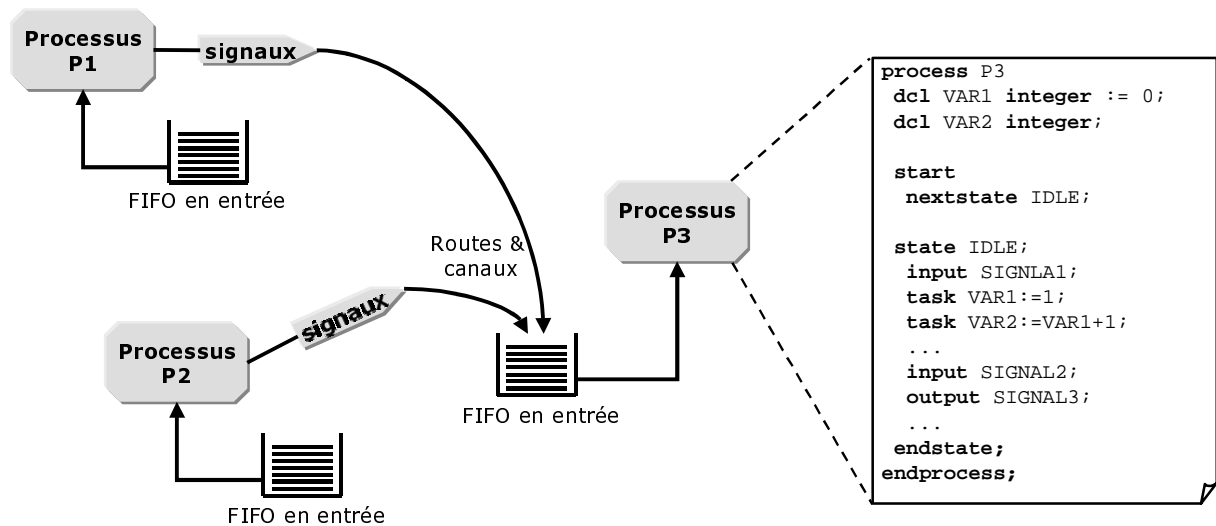 Processus
P1
signaux
FIFO en entrée
Routes &
canaux
Processus
P2
signaux
FIFO en entrée
FIFO en entrée
Processus
P3
process P3
dcl VAR1 integer := 0;
dcl VAR2 integer;
start
nextstate IDLE;
state IDLE;
input SIGNLA1;
task VAR1:=1;
task VAR2:=VAR1+1;
...
input SIGNAL2;
output SIGNAL3;
...
endstate;
endprocess;